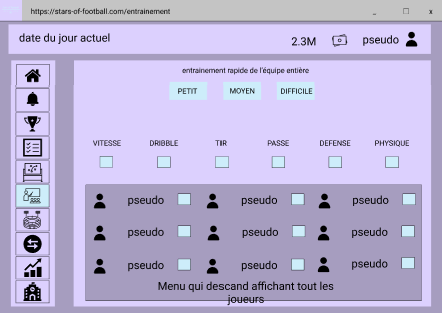 https://stars-of-football.com/entrainement
date du jour actuel
2.3M
pseudo
entrainement rapide de l'équipe entière
PETIT MOYEN DIFFICILE
VITESSE DRIBBLE TIIR PASSE DEFENSE PHYSIQUE
pseudo pseudo pseudo
pseudo pseudo pseudo
pseudo pseudo pseudo
Menu qui descand affichant tout les
joueurs